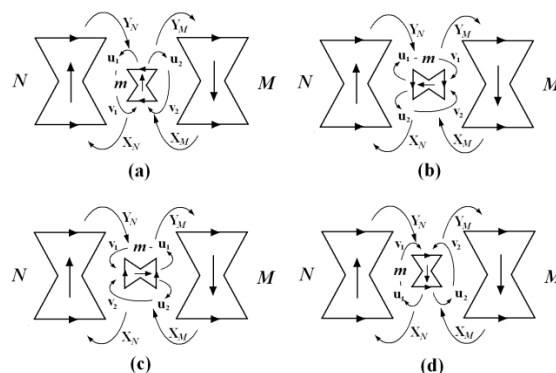 Y_N Y_M
u_1 u_2
N m M
v_1 v_2
X_N X_M
(a)
Y_N Y_M
u_1 m v_1
N M
u_2 v_2
X_N X_M
(b)
Y_N Y_M
v_1 m u_1
N M
v_2 u_2
X_N X_M
(c)
Y_N Y_M
v_1 v_2
N m M
u_1 u_2
X_N X_M
(d)